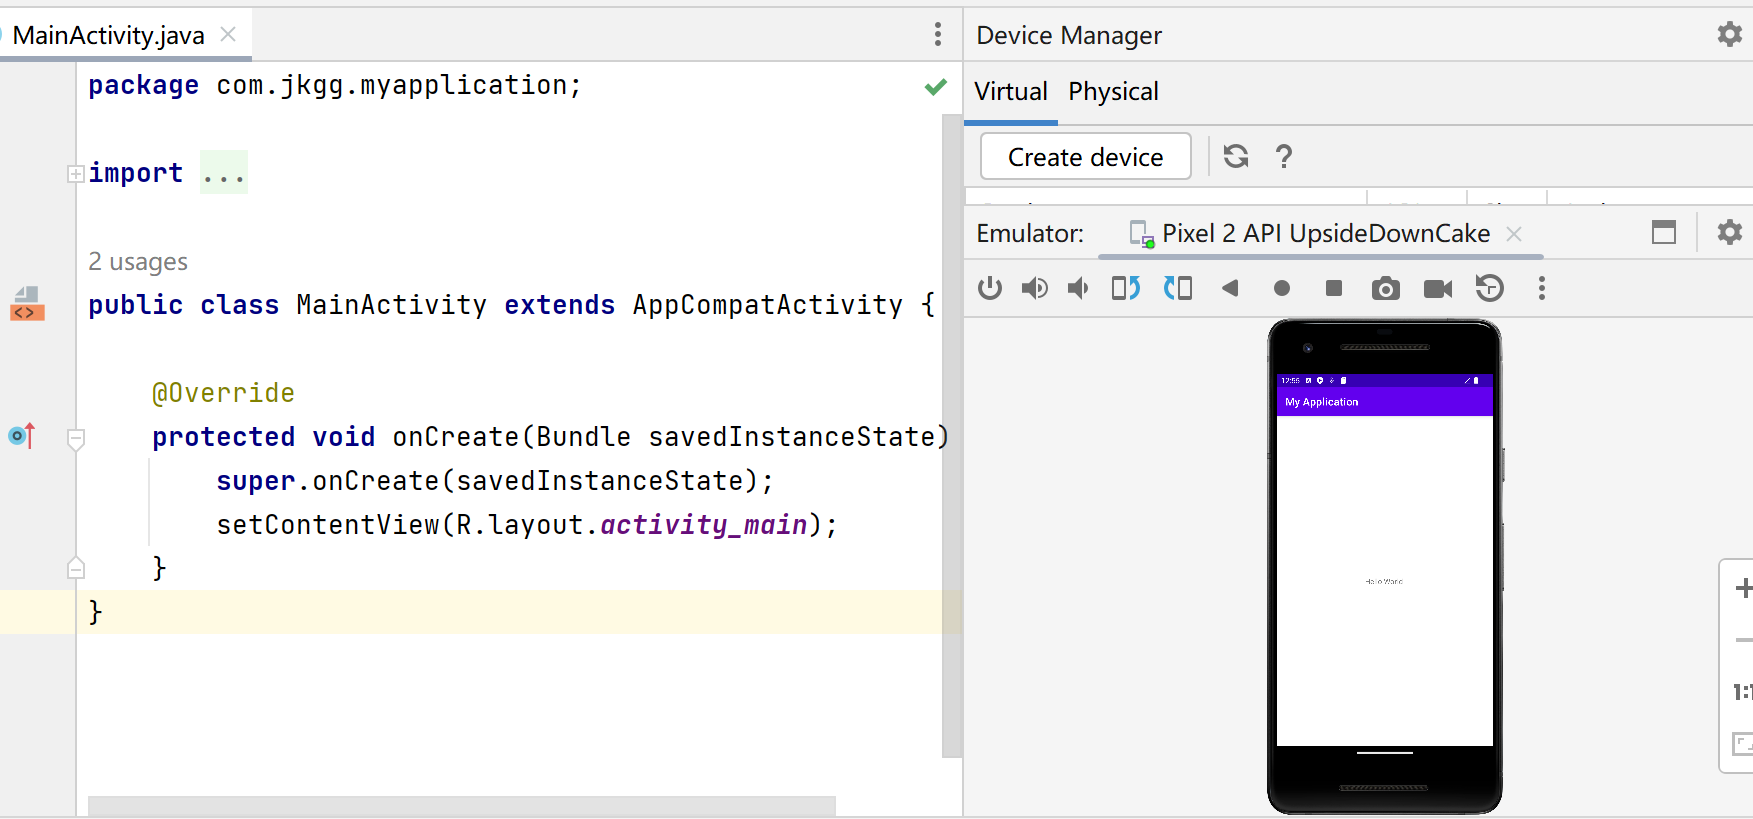 MainActivity.java
package com.jkgg.myapplication;
import ...
2 usages
public class MainActivity extends AppCompatActivity {
@Override
protected void onCreate(Bundle savedInstanceState)
super.onCreate(savedInstanceState);
setContentView(R.layout.activity_main);
}
}
Device Manager
Virtual Physical
Create device ?
Emulator: Pixel 2 API UpsideDownCake
12:55
My Application
Hello World
1:1